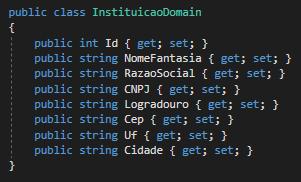 public class InstituicaoDomain
{
public int Id { get; set; }
public string NomeFantasia { get; set; }
public string RazaoSocial { get; set; }
public string CNPJ { get; set; }
public string Logradouro { get; set; }
public string Cep { get; set; }
public string Uf { get; set; }
public string Cidade { get; set; }
}